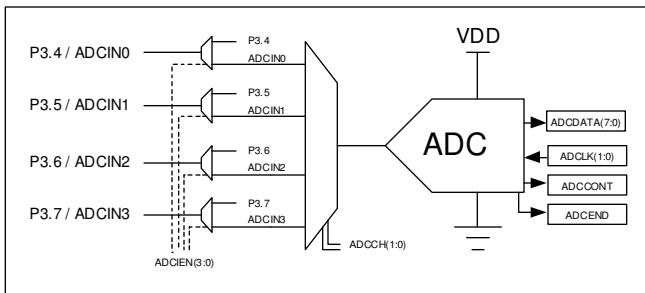 P3.4 / ADCIN0
P3.4
ADCIN0
P3.5 / ADCIN1
P3.5
ADCIN1
P3.6 / ADCIN2
P3.6
ADCIN2
P3.7 / ADCIN3
P3.7
ADCIN3
ADCIEN(3:0)
ADCCH(1:0)
VDD
ADC
ADCDATA(7:0)
ADCLK(1:0)
ADCCONT
ADCEND